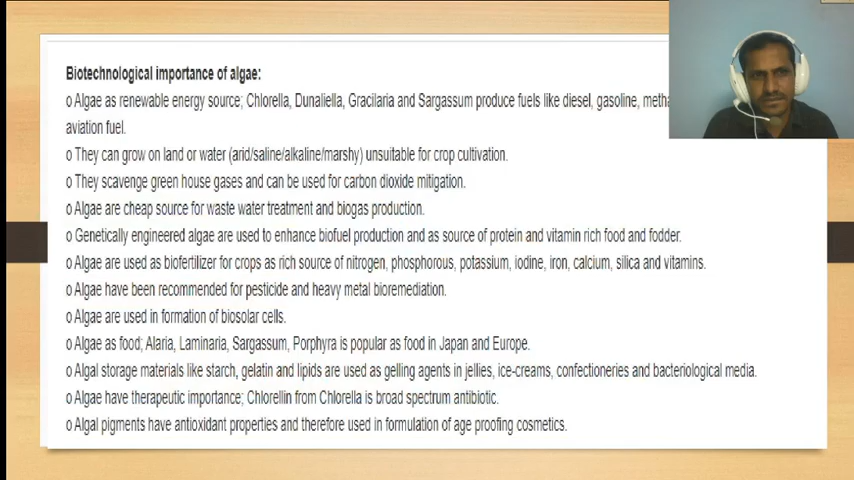 Biotechnological importance of algae:
o Algae as renewable energy source; Chlorella, Dunaliella, Gracilaria and Sargassum produce fuels like diesel, gasoline,
aviation fuel.
o They can grow on land or water (arid/saline/alkaline/marshy) unsuitable for crop cultivation.
o They scavenge green house gases and can be used for carbon dioxide mitigation.
o Algae are cheap source for waste water treatment and biogas production.
o Genetically engineered algae are used to enhance biofuel production and as source of protein and vitamin rich food and fodder.
o Algae are used as biofertilizer for crops as rich source of nitrogen, phosphorous, potassium, iodine, iron, calcium, silica and vitamins.
o Algae have been recommended for pesticide and heavy metal bioremediation.
o Algae are used in formation of biosolar cells.
o Algae as food; Alaria, Laminaria, Sargassum, Porphyra is popular as food in Japan and Europe.
o Algal storage materials like starch, gelatin and lipids are used as gelling agents in jellies, ice-creams, confectioneries and bacteriological media.
o Algae have therapeutic importance; Chlorellin from Chlorella is broad spectrum antibiotic.
o Algal pigments have antioxidant properties and therefore used in formulation of age proofing cosmetics.